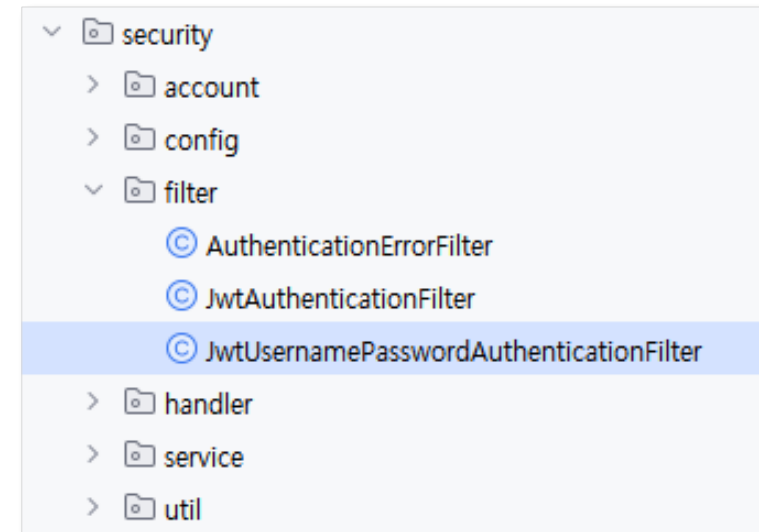 security
account
config
filter
AuthenticationErrorFilter
JwtAuthenticationFilter
JwtUsernamePasswordAuthenticationFilter
handler
service
util